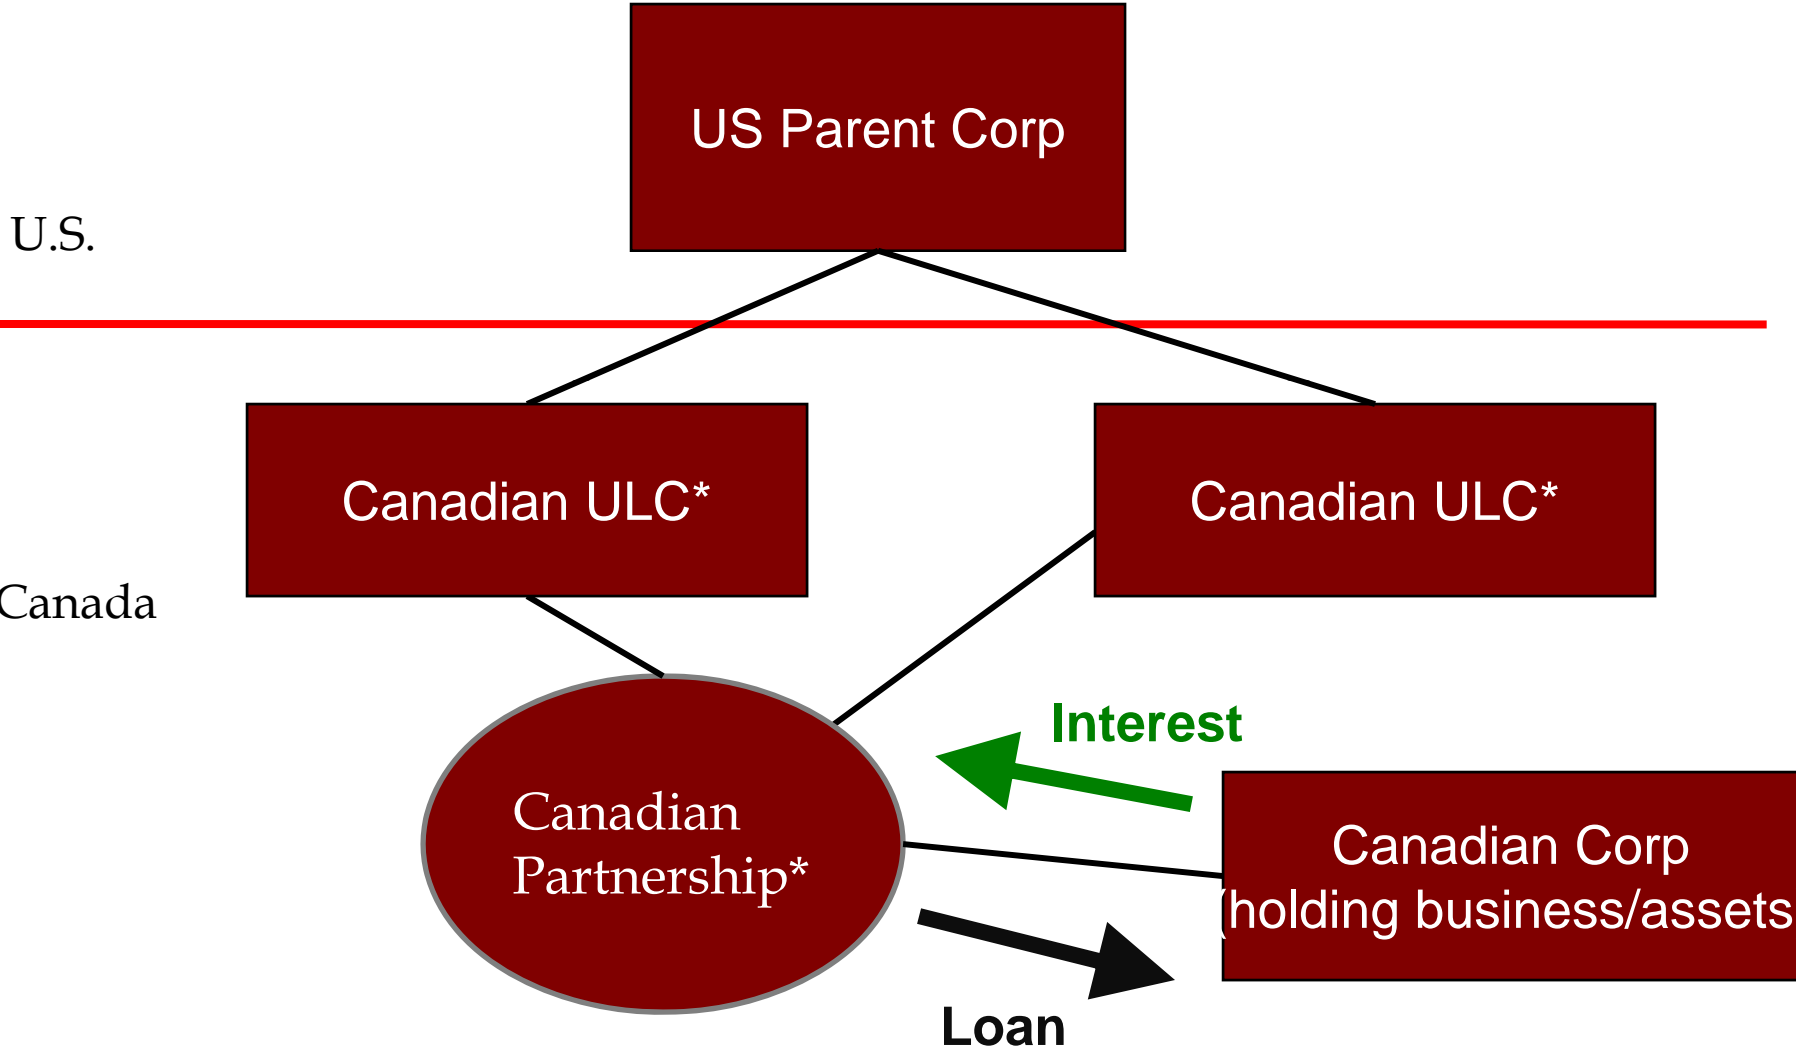 US Parent Corp
U.S.
Canadian ULC*
Canadian ULC*
Canada
Interest
Canadian
Partnership*
Canadian Corp
(holding business/assets
Loan